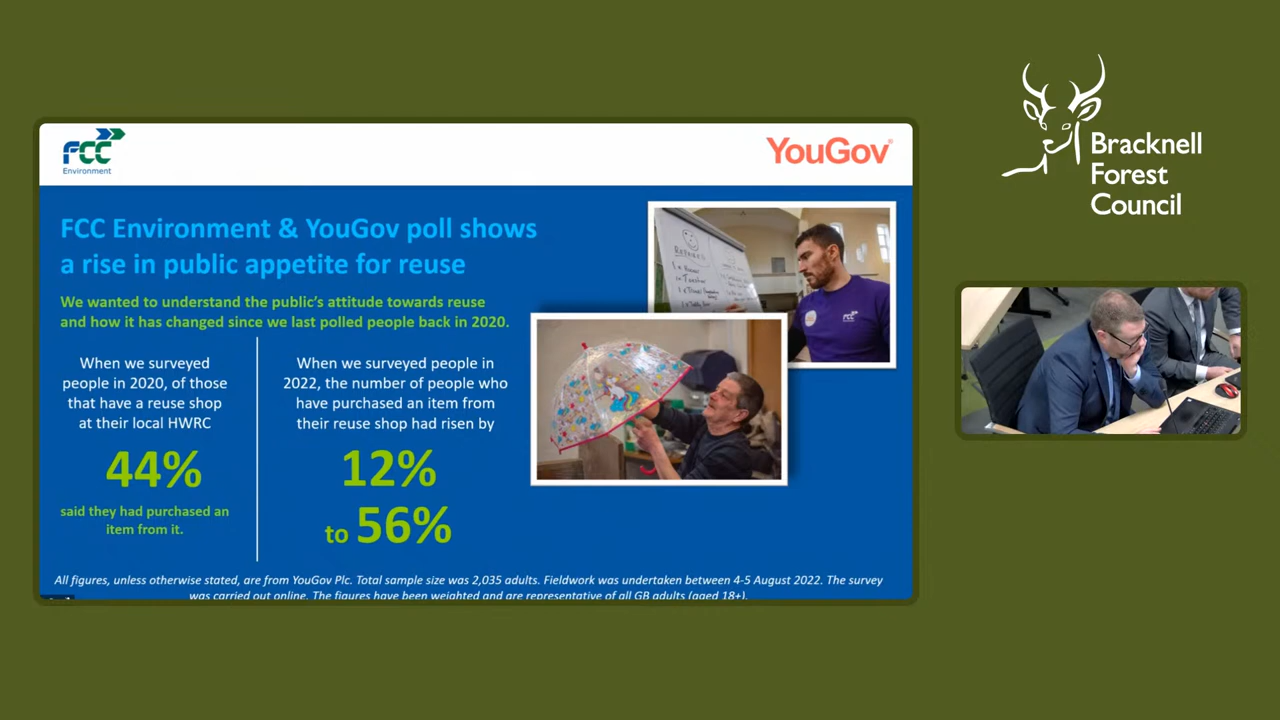 FCC
Environment
YouGov
FCC Environment & YouGov poll shows
a rise in public appetite for reuse
We wanted to understand the public's attitude towards reuse
and how it has changed since we last polled people back in 2020.
When we surveyed
people in 2020, of those
that have a reuse shop
at their local HWRC
44%
said they had purchased an
item from it.
When we surveyed people in
2022, the number of people who
have purchased an item from
their reuse shop had risen by
12%
to 56%
All figures, unless otherwise stated, are from YouGov Plc. Total sample size was 2,035 adults. Fieldwork was undertaken between 4-5 August 2022. The survey
was carried out online. The figures have been weighted and are representative of all GB adults (aged 18+).
FCC
Bracknell
Forest
Council